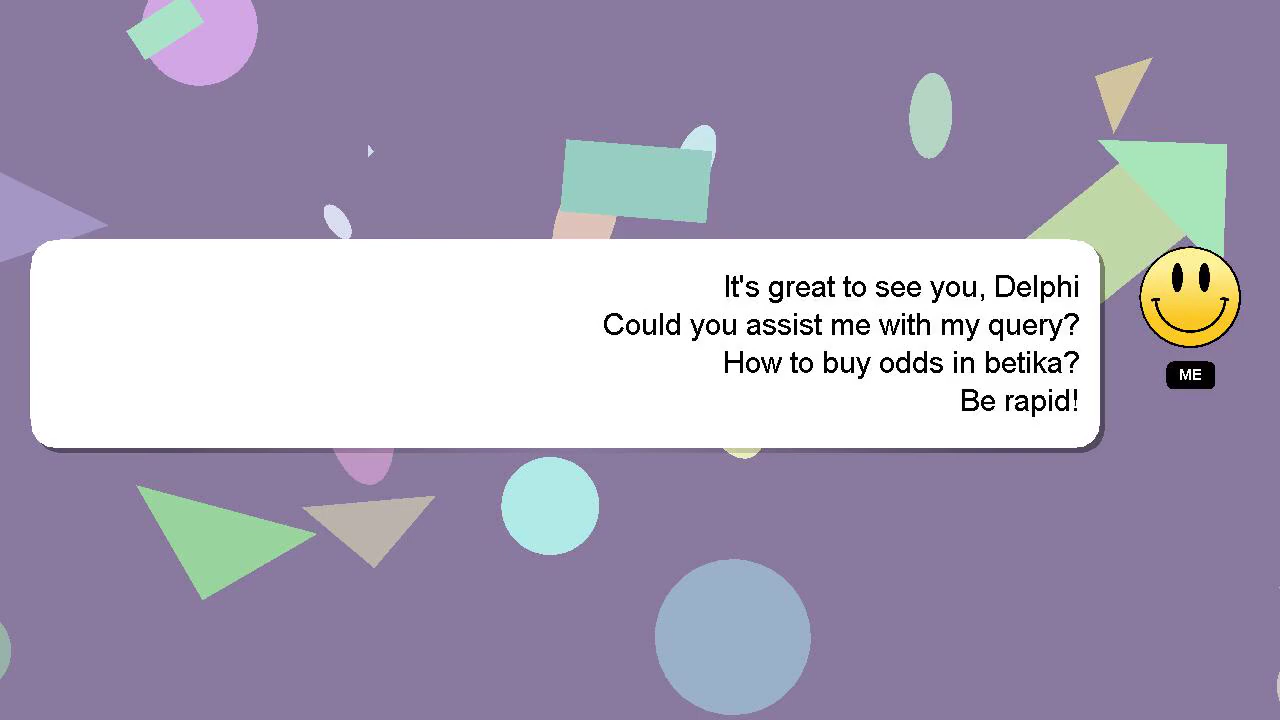 It's great to see you, Delphi
Could you assist me with my query?
How to buy odds in betika?
Be rapid!
ME